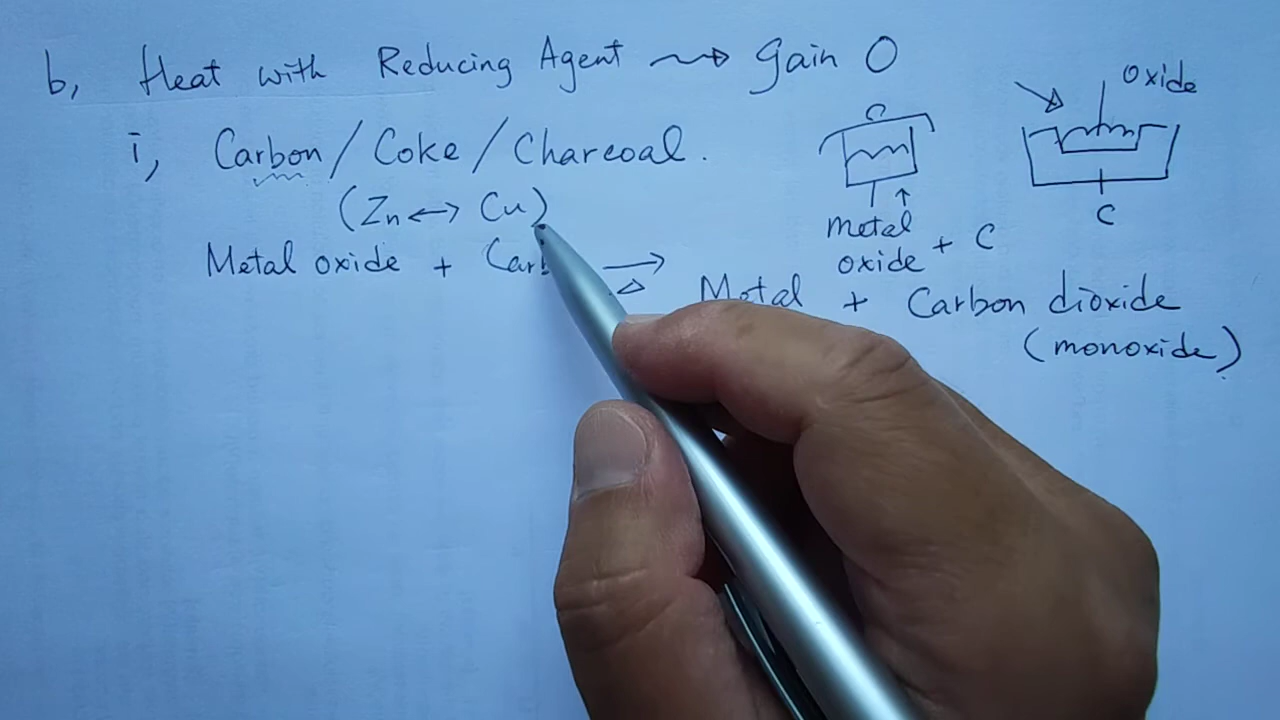 b, Heat with Reducing Agent ⇝ gain O
i, Carbon / Coke / Charcoal.
(Zn ↔ Cu)
Metal oxide + Carb → Δ Metal + Carbon dioxide
(monoxide)
C
metal
oxide + C
oxide
C